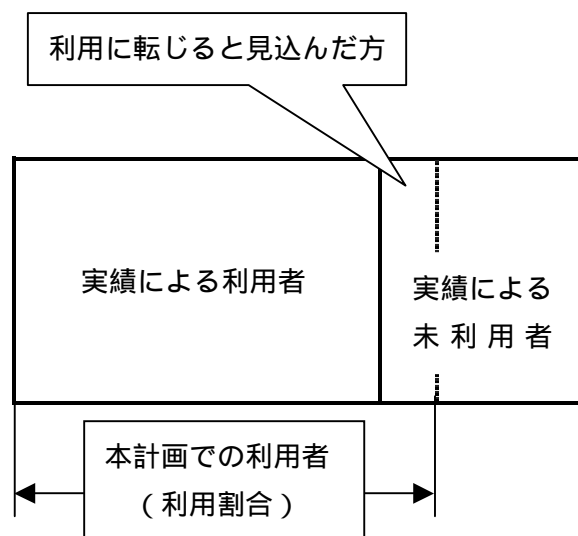 利用に転じると見込んだ方
実績による利用者
実績による
未利用者
本計画での利用者
（利用割合）